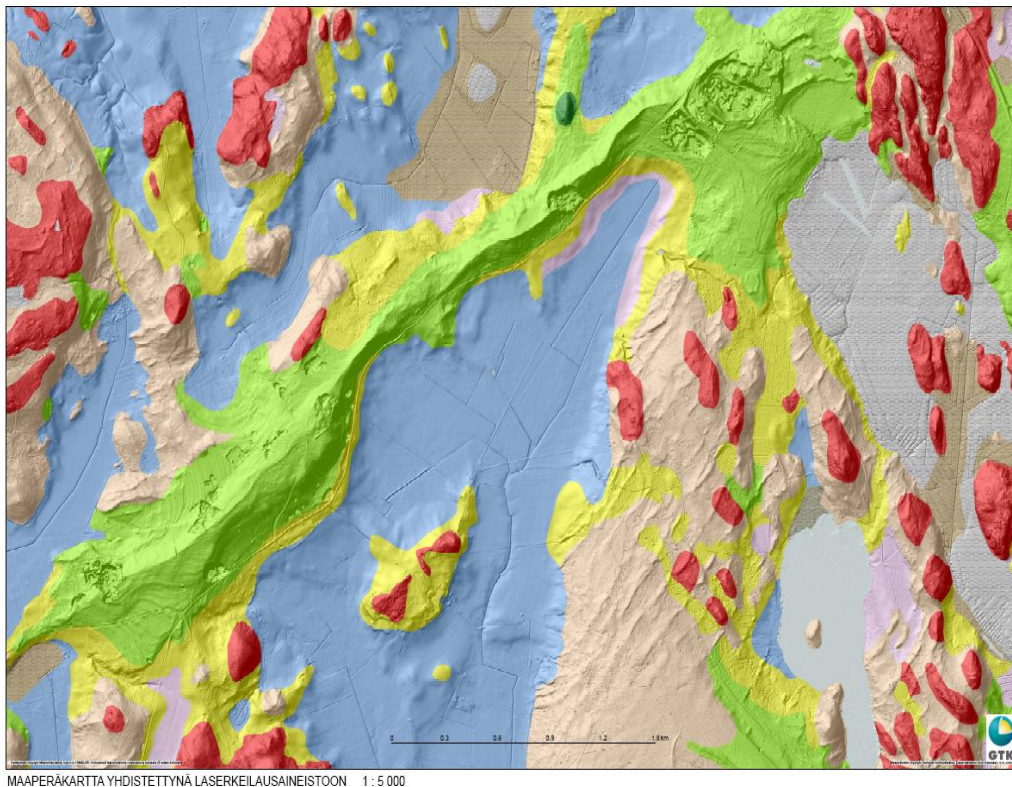 0 0.3 0.6 0.9 1.2 1.5 km
GTK
MAAPERÄKARTTA YHDISTETTYNÄ LASERKEILAUSAINEISTOON 1 : 5 000